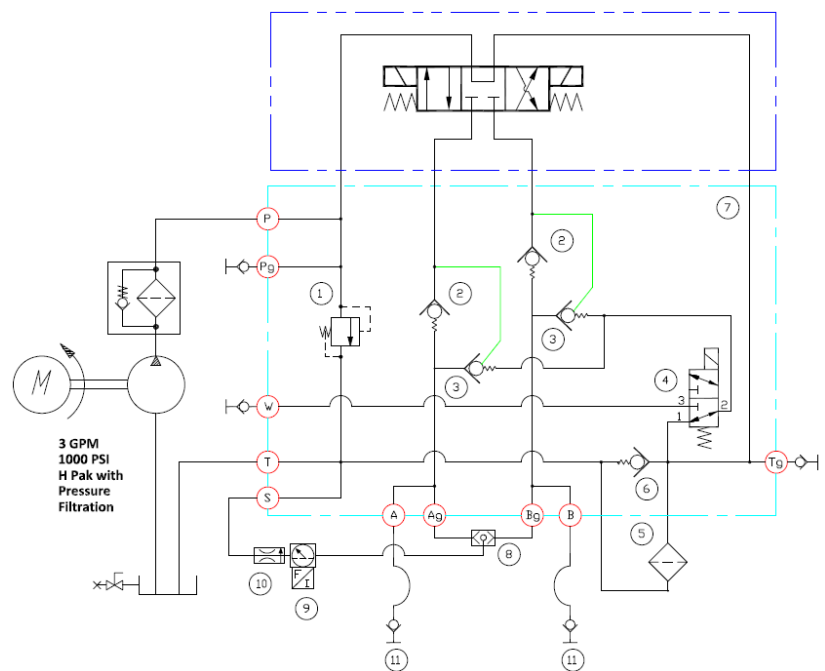 7
P
2
Pg
1
2
3
4
M
3
3
2
W
1
3 GPM
1000 PSI
H Pak with
Pressure
Filtration
T
Tg
6
S
A
Ag
Bg
B
5
8
10
F
I
9
11
11